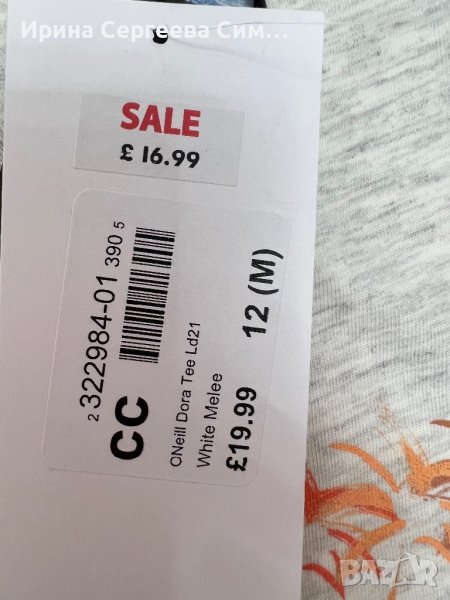 Ирина Сергеева Сим...
SALE
£ 16.99
2 322984-01 390 5
CC
ONeill Dora Tee Ld21
White Melee
£19.99 12 (M)
BAZAR